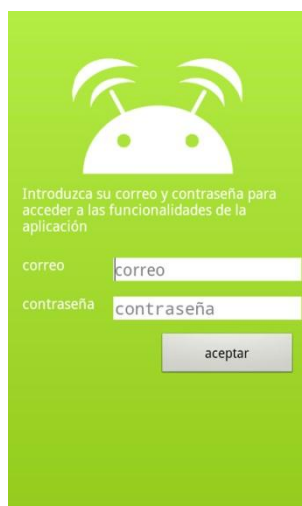 Introduzca su correo y contraseña para
acceder a las funcionalidades de la
aplicación
correo correo
contraseña contraseña
aceptar